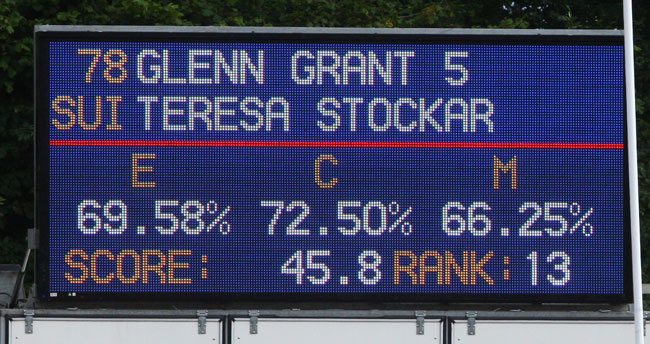 78 GLENN GRANT 5
SUI TERESA STOCKAR
E C M
69.58% 72.50% 66.25%
SCORE: 45.8 RANK: 13